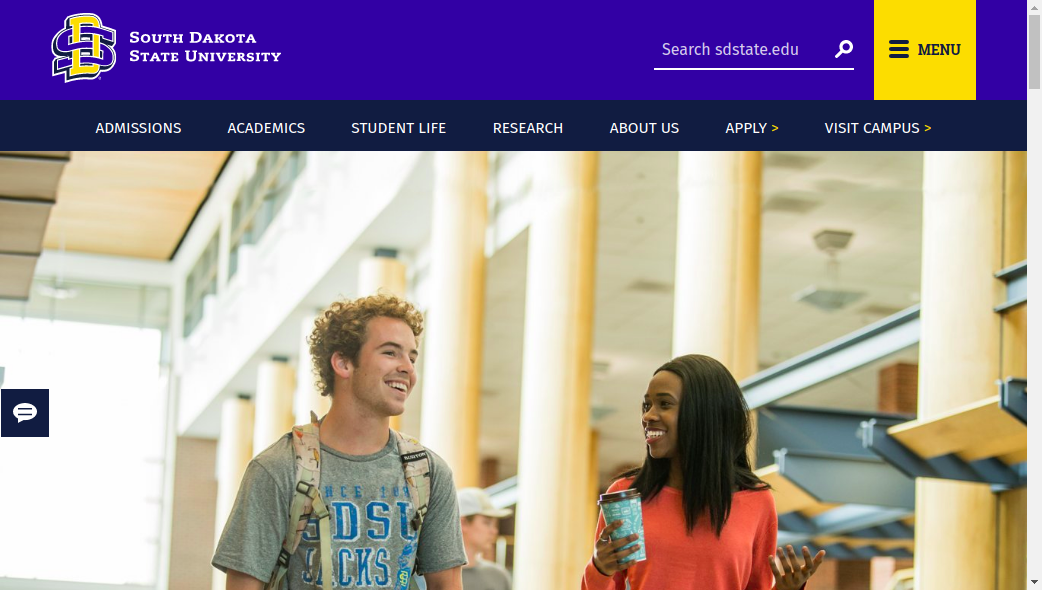 SOUTH DAKOTA
STATE UNIVERSITY
Search sdstate.edu
MENU
ADMISSIONS
ACADEMICS
STUDENT LIFE
RESEARCH
ABOUT US
APPLY >
VISIT CAMPUS >
BURTON
SDSU
JACKS